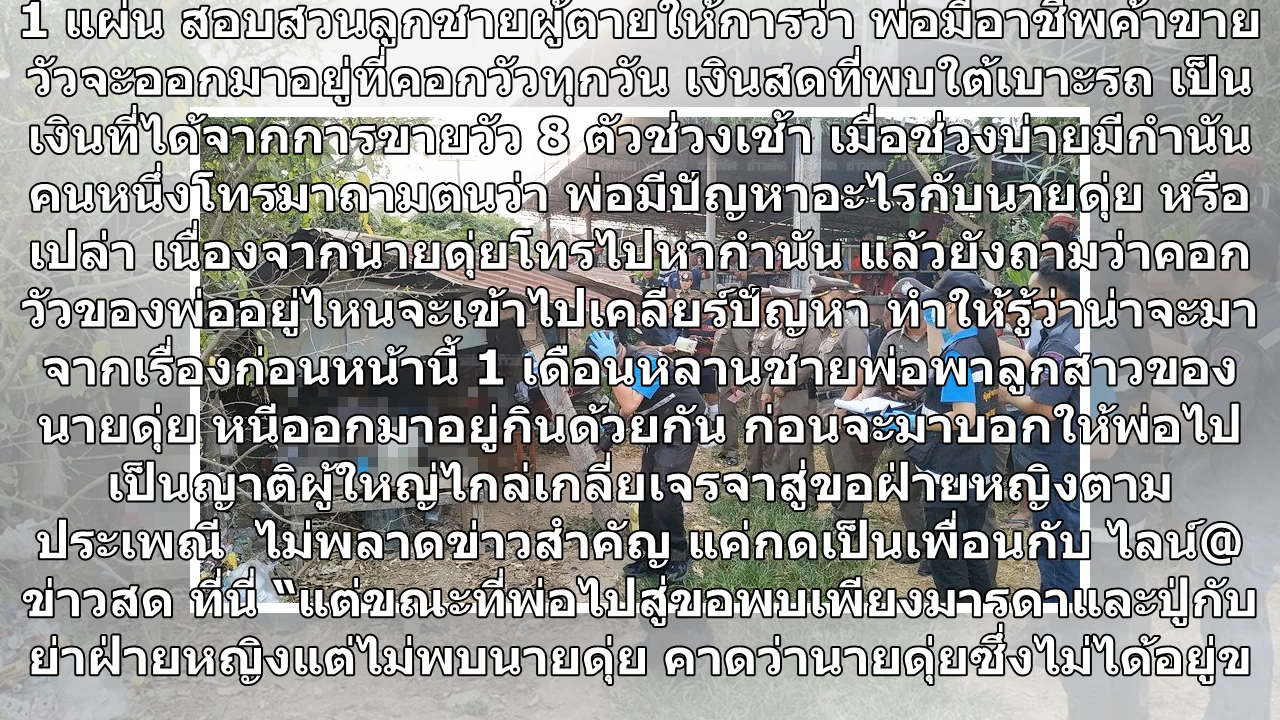 1 แผ่น สอบสวนลูกชายผู้ตายให้การว่า พ่อมีอาชีพค้าขาย
วัวจะออกมาอยู่ที่คอกวัวทุกวัน เงินสดที่พบใต้เบาะรถ เป็น
เงินที่ได้จากการขายวัว 8 ตัวช่วงเช้า เมื่อช่วงบ่ายมีกำนัน
คนหนึ่งโทรมาถามตนว่า พ่อมีปัญหาอะไรกับนายดุ่ย หรือ
เปล่า เนื่องจากนายดุ่ยโทรไปหากำนัน แล้วยังถามว่าคอก
วัวของพ่ออยู่ไหนจะเข้าไปเคลียร์ปัญหา ทำให้รู้ว่าน่าจะมา
จากเรื่องก่อนหน้านี้ 1 เดือนหลานชายพ่อพาลูกสาวของ
นายดุ่ย หนีออกมาอยู่กินด้วยกัน ก่อนจะมาบอกให้พ่อไป
เป็นญาติผู้ใหญ่ไกล่เกลี่ยเจรจาสู่ขอฝ่ายหญิงตาม
ประเพณี  ไม่พลาดข่าวสำคัญ แค่กดเป็นเพื่อนกับ ไลน์@
ข่าวสด ที่นี่ “แต่ขณะที่พ่อไปสู่ขอพบเพียงมารดาและปู่กับ
ย่าฝ่ายหญิงแต่ไม่พบนายดุ่ย คาดว่านายดุ่ยซึ่งไม่ได้อยู่ข